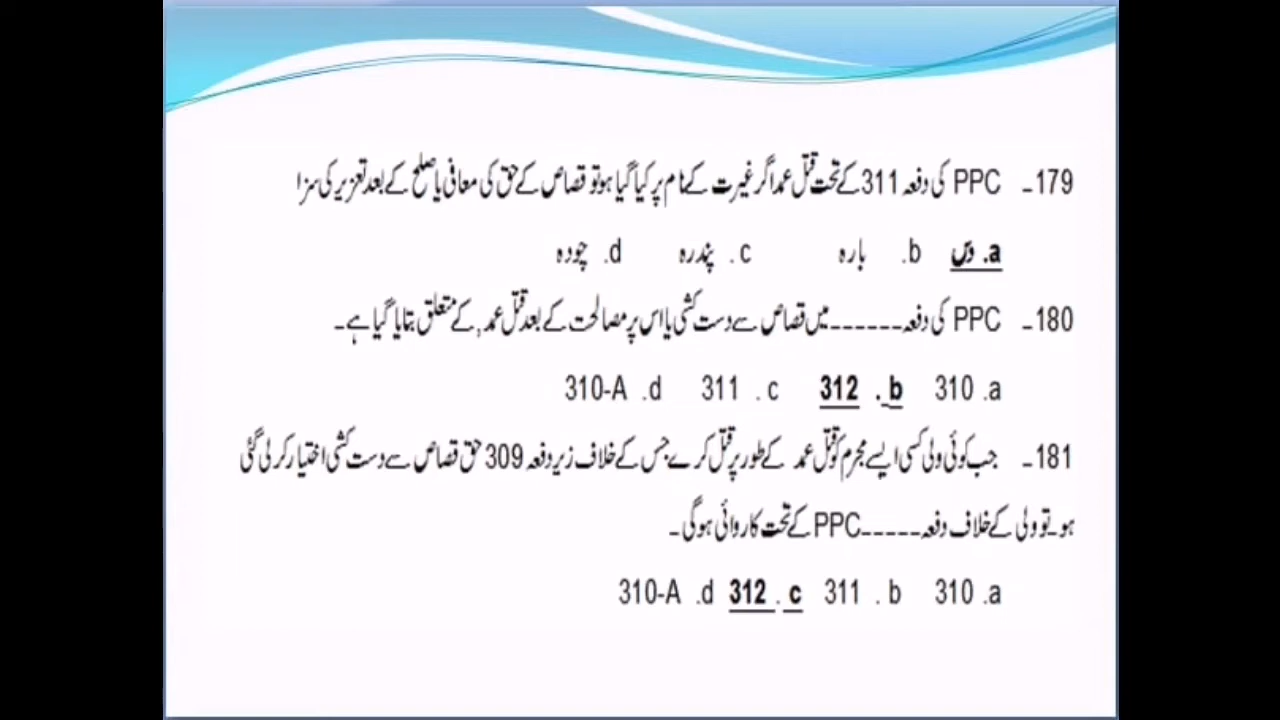 179۔ PPC کی دفعہ 311 کے تحت قتل عمد اگر غیرت کے نام پر کیا گیا ہو تو قصاص کے حق کی معافی یا صلح کے بعد تعزیر کی سزا
a. دس b. بارہ c. پندرہ d. چودہ
180۔ PPC کی دفعہ ------ میں قصاص سے دست کشی یا اس پر مصالحت کے بعد قتل عمد, کے متعلق بتایا گیا ہے۔
a. 310 b. 312 c. 311 d. 310-A
181۔ جب کوئی ولی کسی ایسے مجرم کو قتل عمد کے طور پر قتل کرے جس کے خلاف زیر دفعہ 309 حق قصاص سے دست کشی اختیار کر لی گئی
ہو۔ تو ولی کے خلاف دفعہ -----PPC کے تحت کاروائی ہوگی۔
a. 310 b. 311 c. 312 d. 310-A